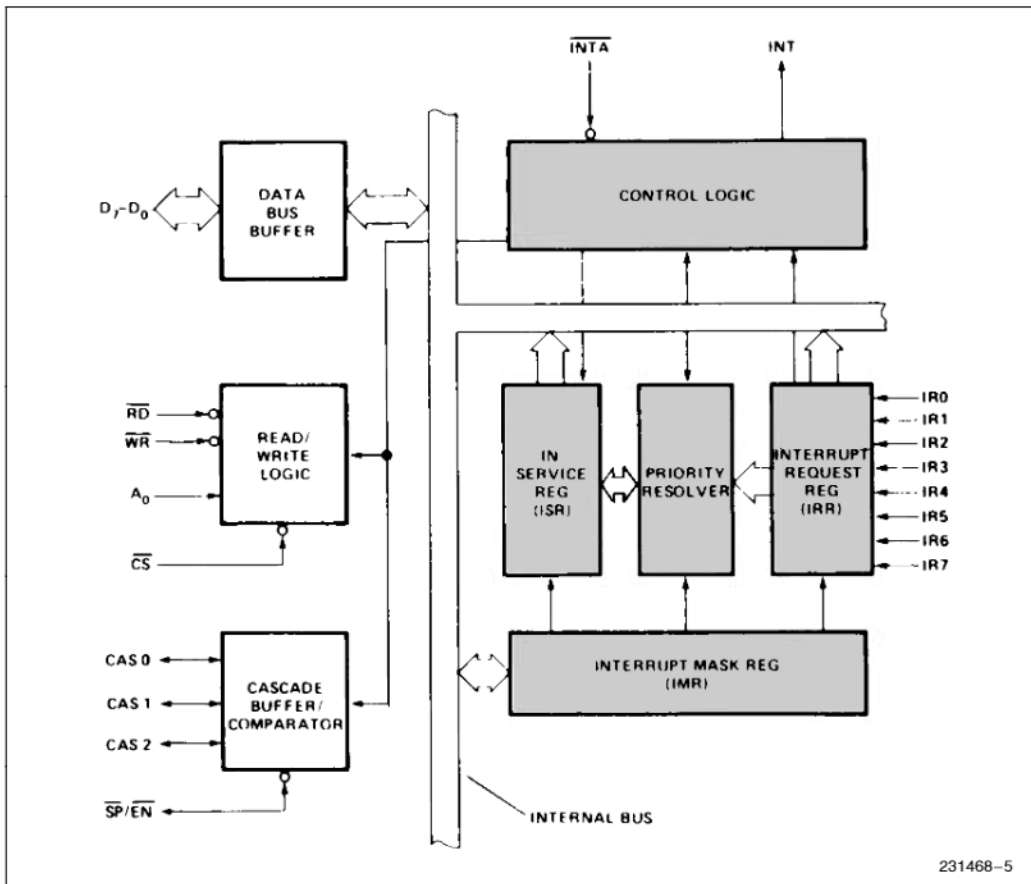 INTA
INT
CONTROL LOGIC
DATA
BUS
BUFFER
D7-D0
RD
WR
A0
CS
READ/
WRITE
LOGIC
IN
SERVICE
REG
(ISR)
PRIORITY
RESOLVER
INTERRUPT
REQUEST
REG
(IRR)
IR0
IR1
IR2
IR3
IR4
IR5
IR6
IR7
CAS 0
CAS 1
CAS 2
SP/EN
CASCADE
BUFFER/
COMPARATOR
INTERRUPT MASK REG
(IMR)
INTERNAL BUS
231468-5